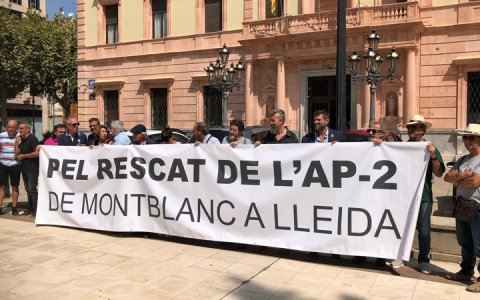 PEL RESCAT DE L'AP-2
DE MONTBLANC A LLEIDA